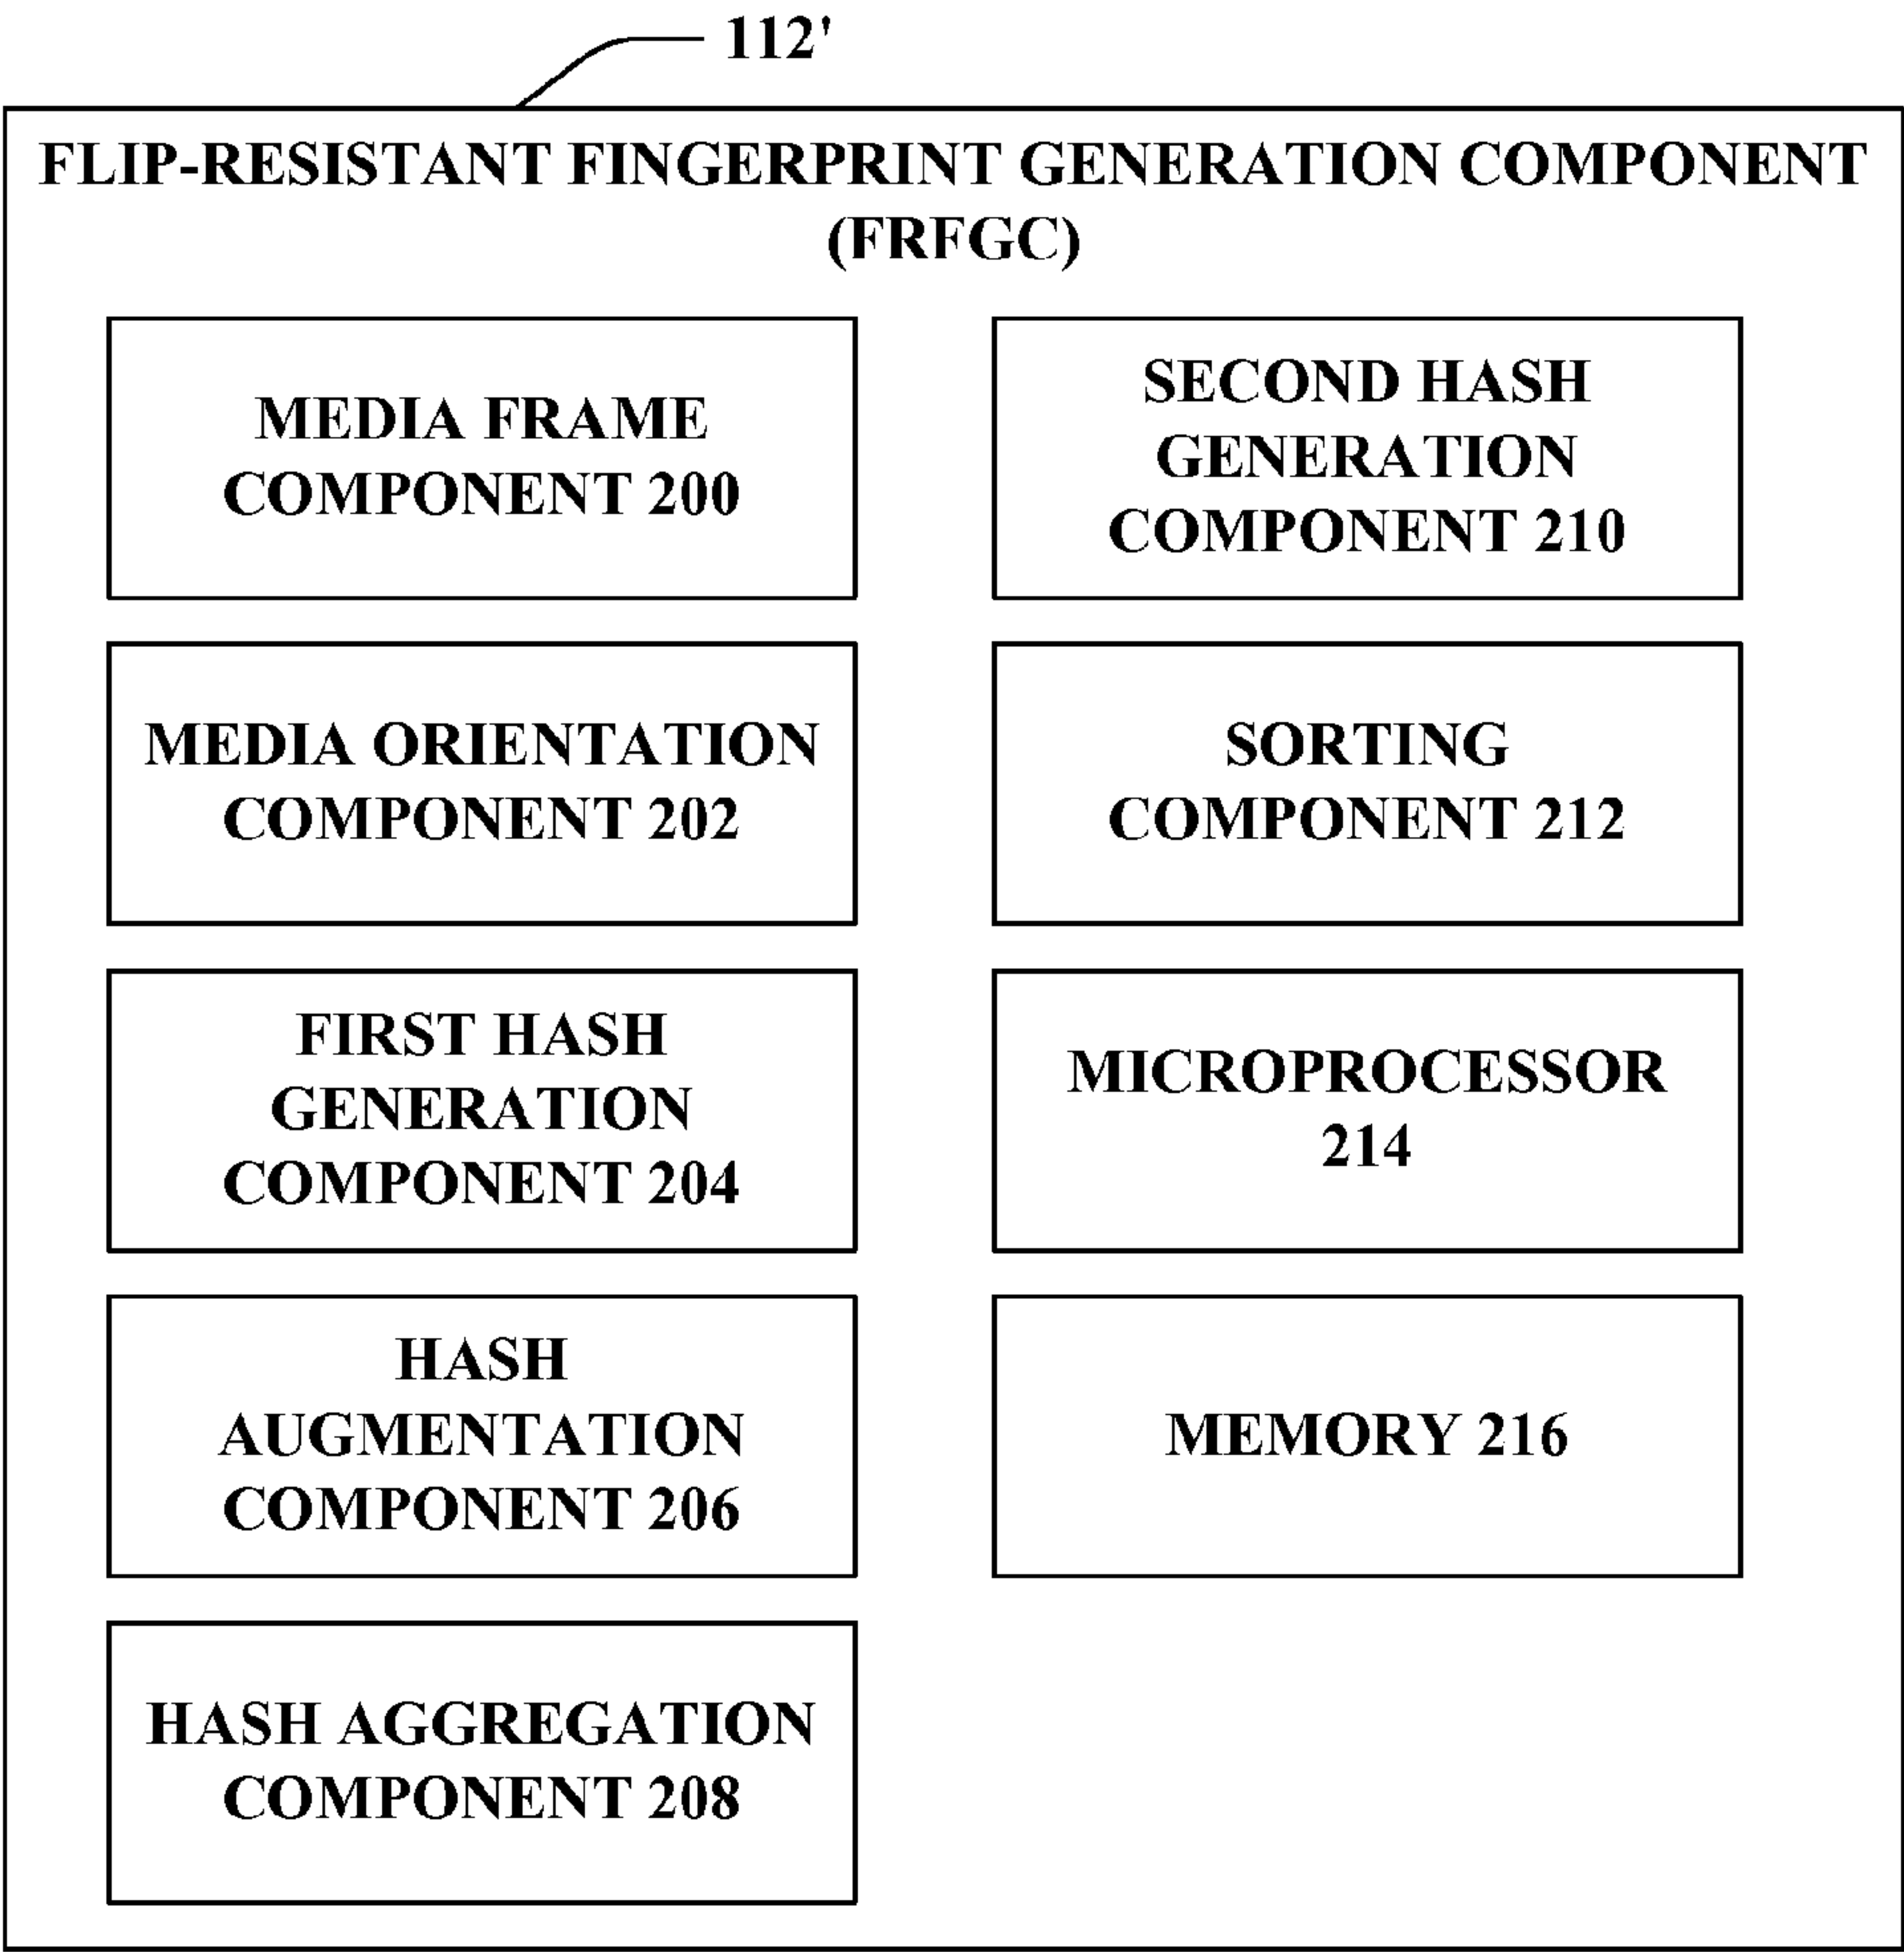 112'
FLIP-RESISTANT FINGERPRINT GENERATION COMPONENT
(FRFGC)
MEDIA FRAME
COMPONENT 200
MEDIA ORIENTATION
COMPONENT 202
FIRST HASH
GENERATION
COMPONENT 204
HASH
AUGMENTATION
COMPONENT 206
HASH AGGREGATION
COMPONENT 208
SECOND HASH
GENERATION
COMPONENT 210
SORTING
COMPONENT 212
MICROPROCESSOR
214
MEMORY 216